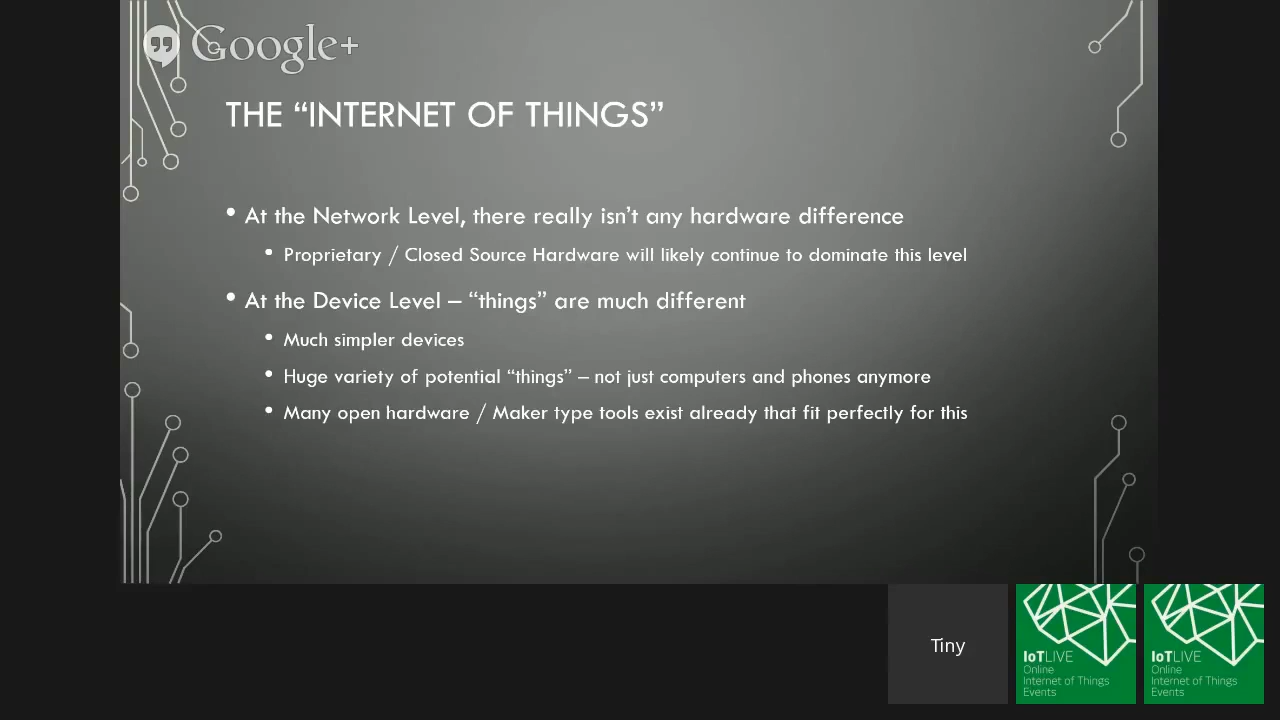 Google+
THE “INTERNET OF THINGS”
• At the Network Level, there really isn’t any hardware difference
• Proprietary / Closed Source Hardware will likely continue to dominate this level
• At the Device Level – “things” are much different
• Much simpler devices
• Huge variety of potential “things” – not just computers and phones anymore
• Many open hardware / Maker type tools exist already that fit perfectly for this
Tiny
IoTLIVE
Online
Internet of Things
Events
IoTLIVE
Online
Internet of Things
Events